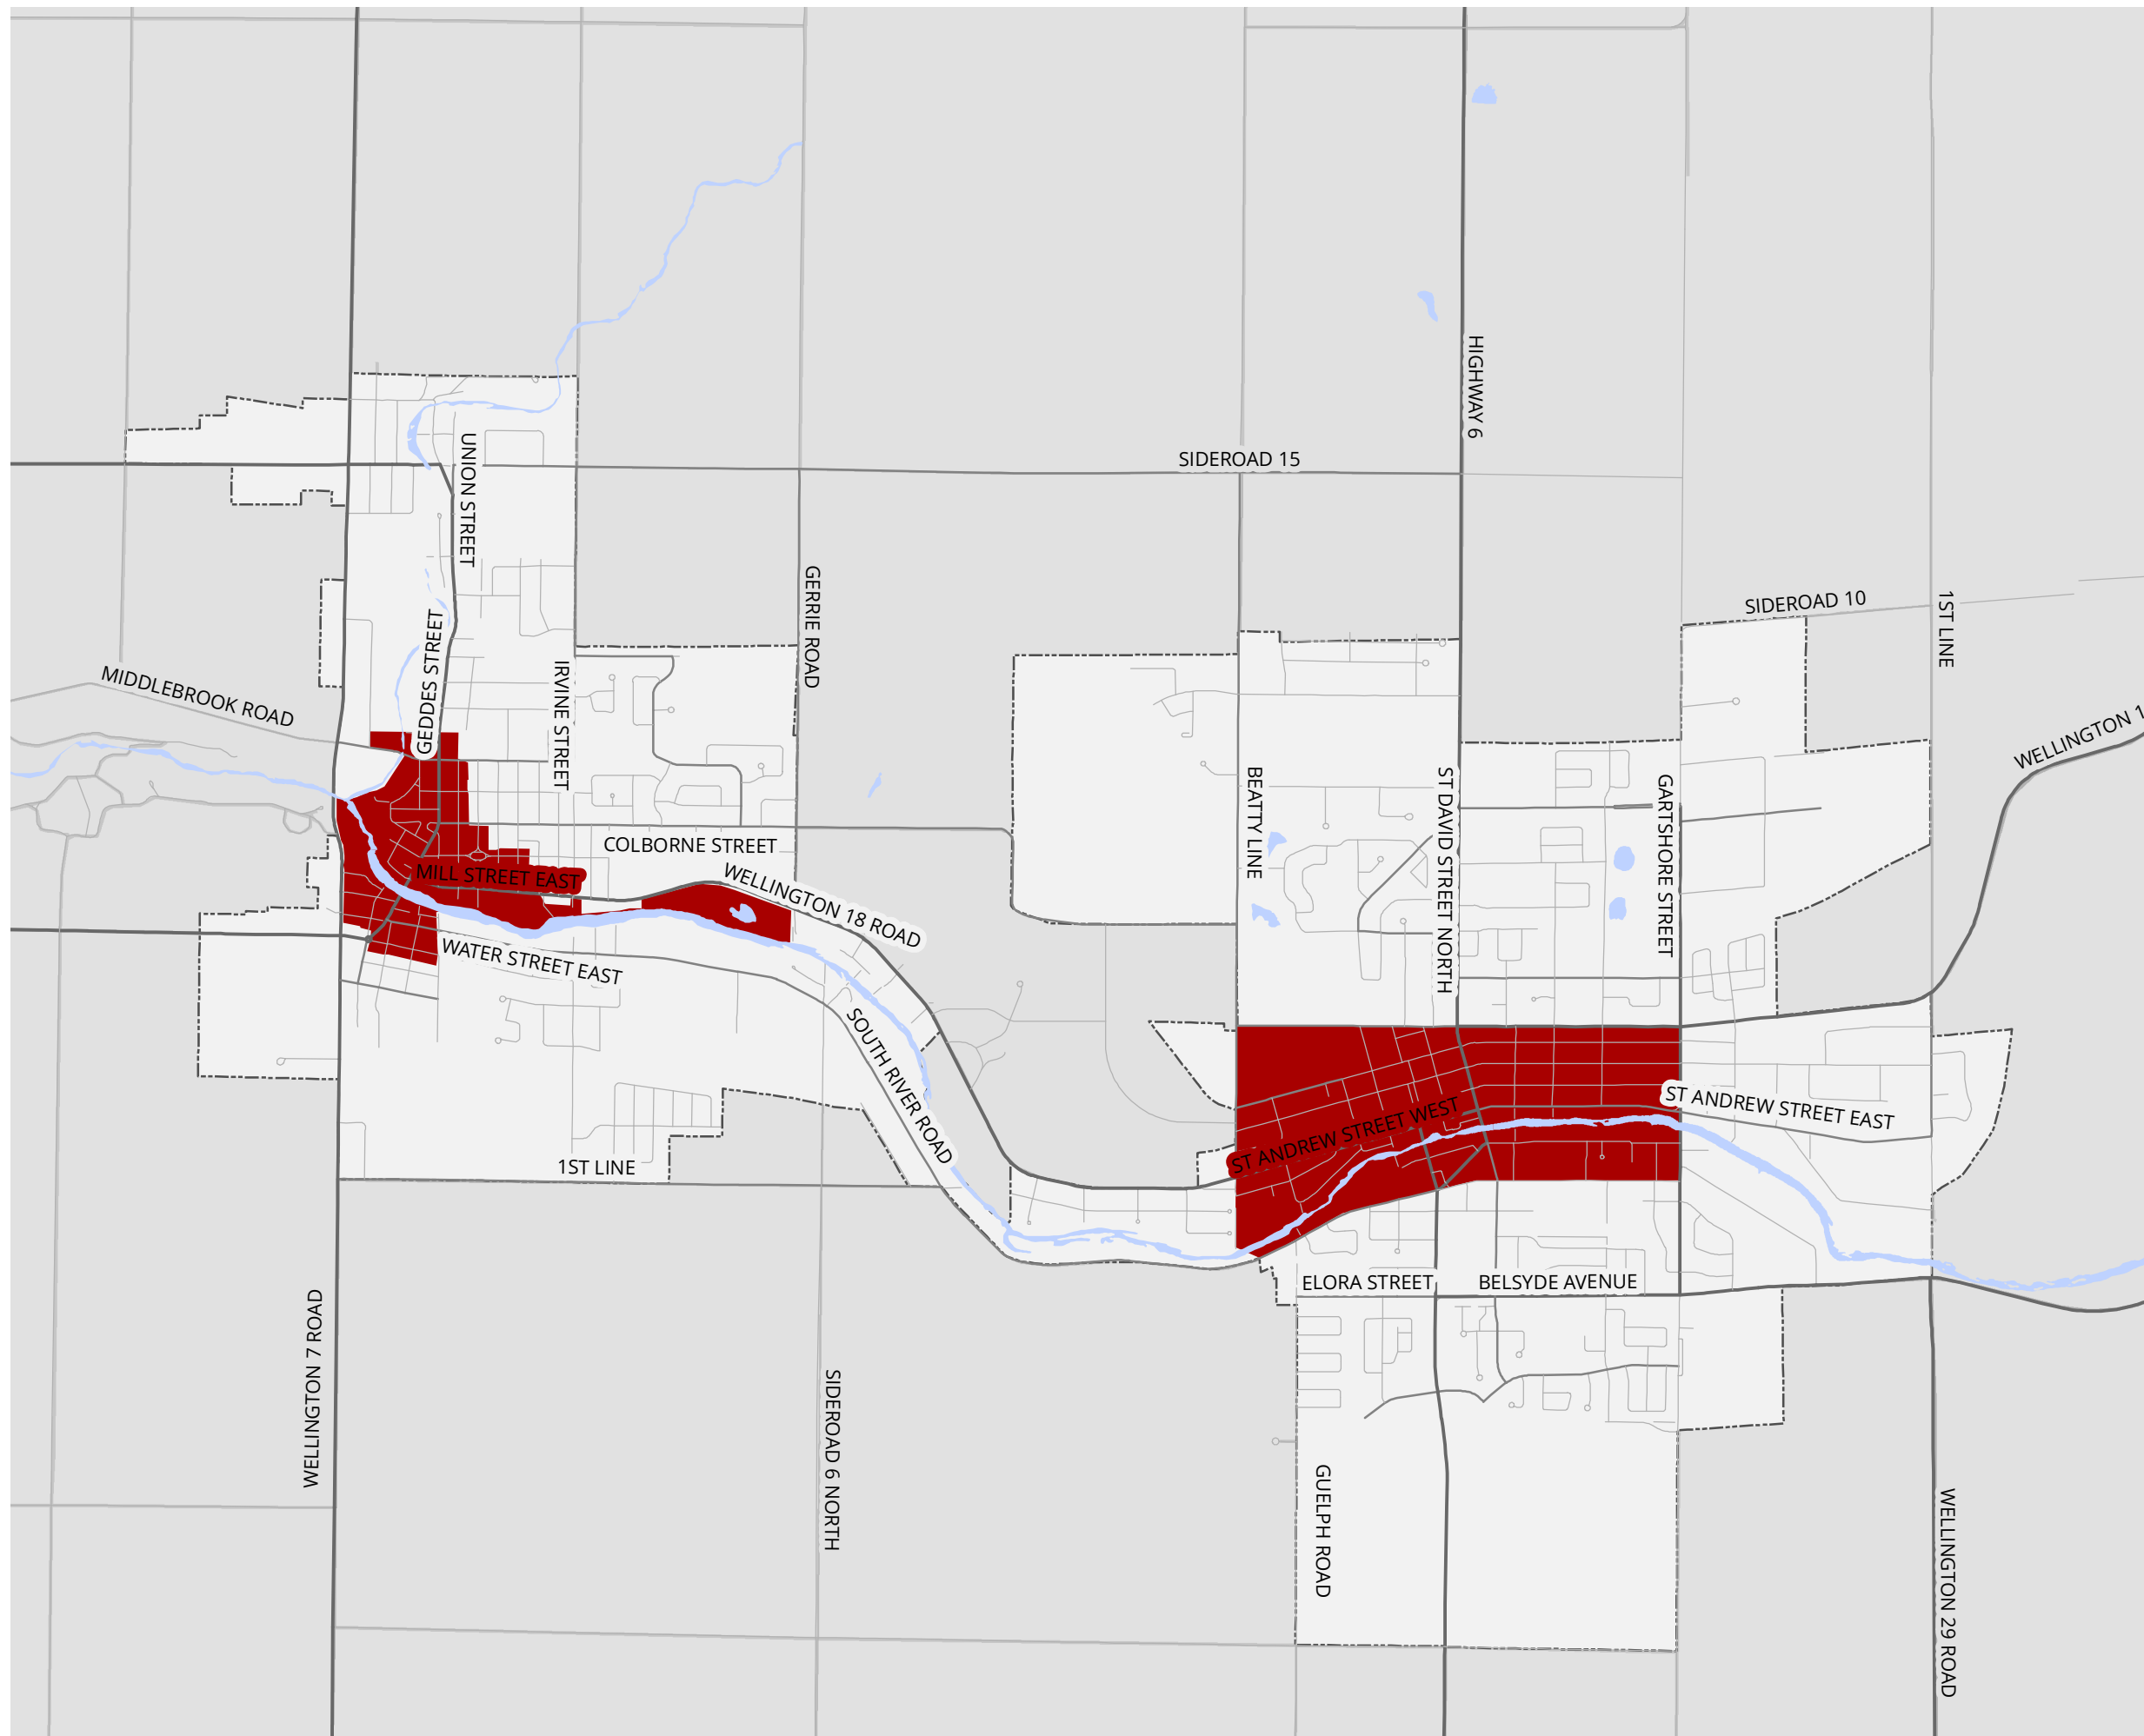 HIGHWAY 6
SIDEROAD 15
UNION STREET
GERRIE ROAD
SIDEROAD 10
1ST LINE
GEDDES STREET
IRVINE STREET
MIDDLEBROOK ROAD
WELLINGTON 1
BEATTY LINE
ST DAVID STREET NORTH
GARTSHORE STREET
COLBORNE STREET
MILL STREET EAST
WELLINGTON 18 ROAD
WATER STREET EAST
SOUTH RIVER ROAD
ST ANDREW STREET WEST
ST ANDREW STREET EAST
1ST LINE
ELORA STREET
BELSYDE AVENUE
WELLINGTON 7 ROAD
SIDEROAD 6 NORTH
GUELPH ROAD
WELLINGTON 29 ROAD